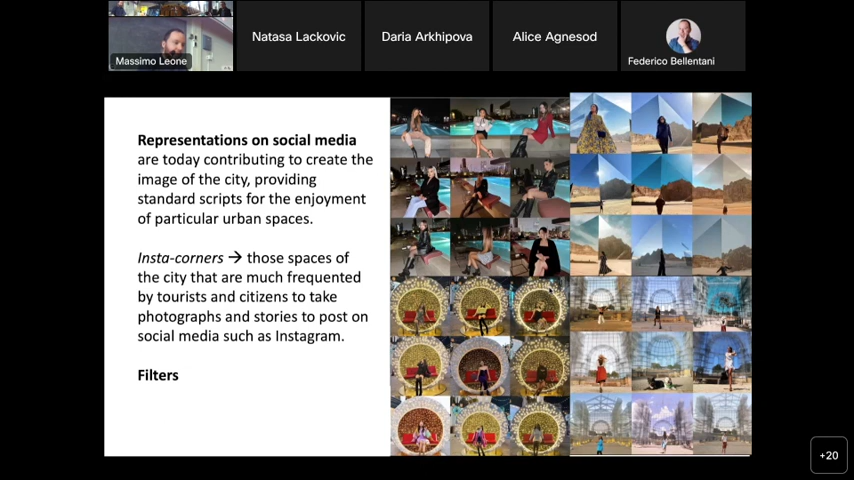 Massimo Leone
Natasa Lackovic
Daria Arkhipova
Alice Agnesod
Federico Bellentani
Representations on social media
are today contributing to create the
image of the city, providing
standard scripts for the enjoyment
of particular urban spaces.
Insta-corners → those spaces of
the city that are much frequented
by tourists and citizens to take
photographs and stories to post on
social media such as Instagram.
Filters
+20